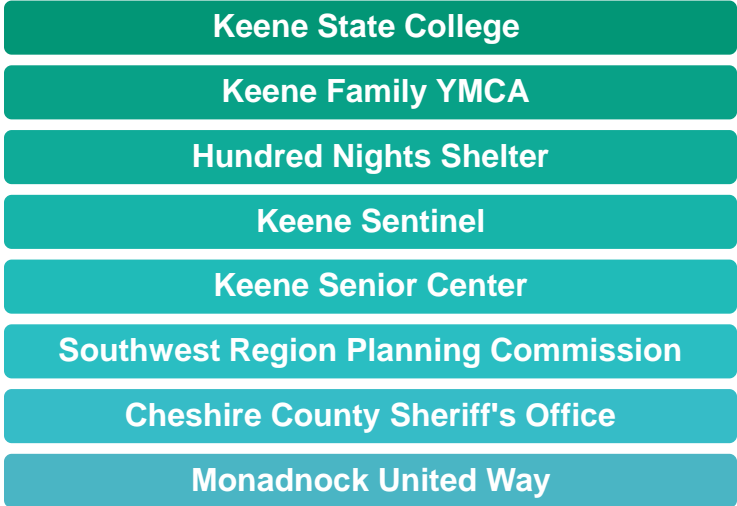 Keene State College
Keene Family YMCA
Hundred Nights Shelter
Keene Sentinel
Keene Senior Center
Southwest Region Planning Commission
Cheshire County Sheriff's Office
Monadnock United Way